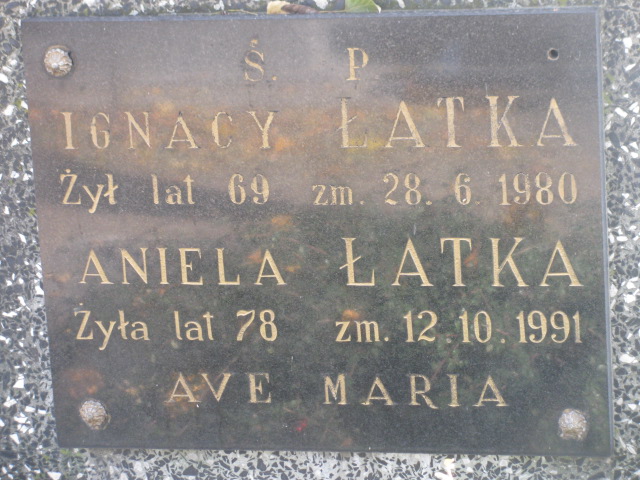 Ś. P
IGNACY ŁATKA
Żył lat 69 zm. 28. 6. 1980
ANIELA ŁATKA
Żyła lat 78 zm. 12. 10. 1991
AVE MARIA